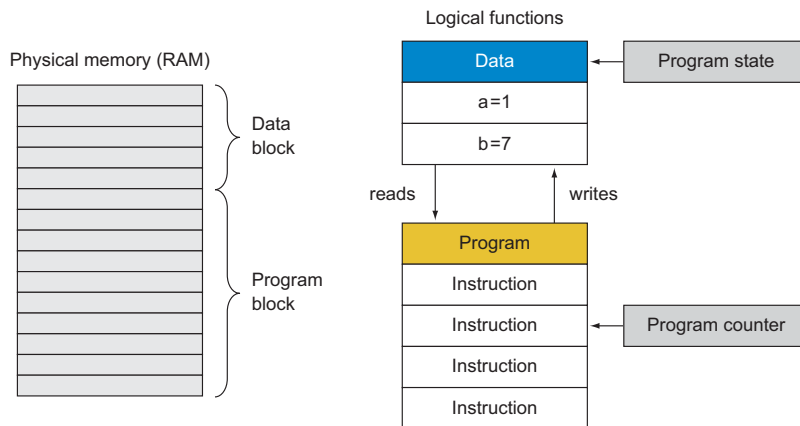 Logical functions
Physical memory (RAM)
Data
block
Program
block
Data
a=1
b=7
Program state
reads
writes
Program
Instruction
Instruction
Instruction
Instruction
Program counter